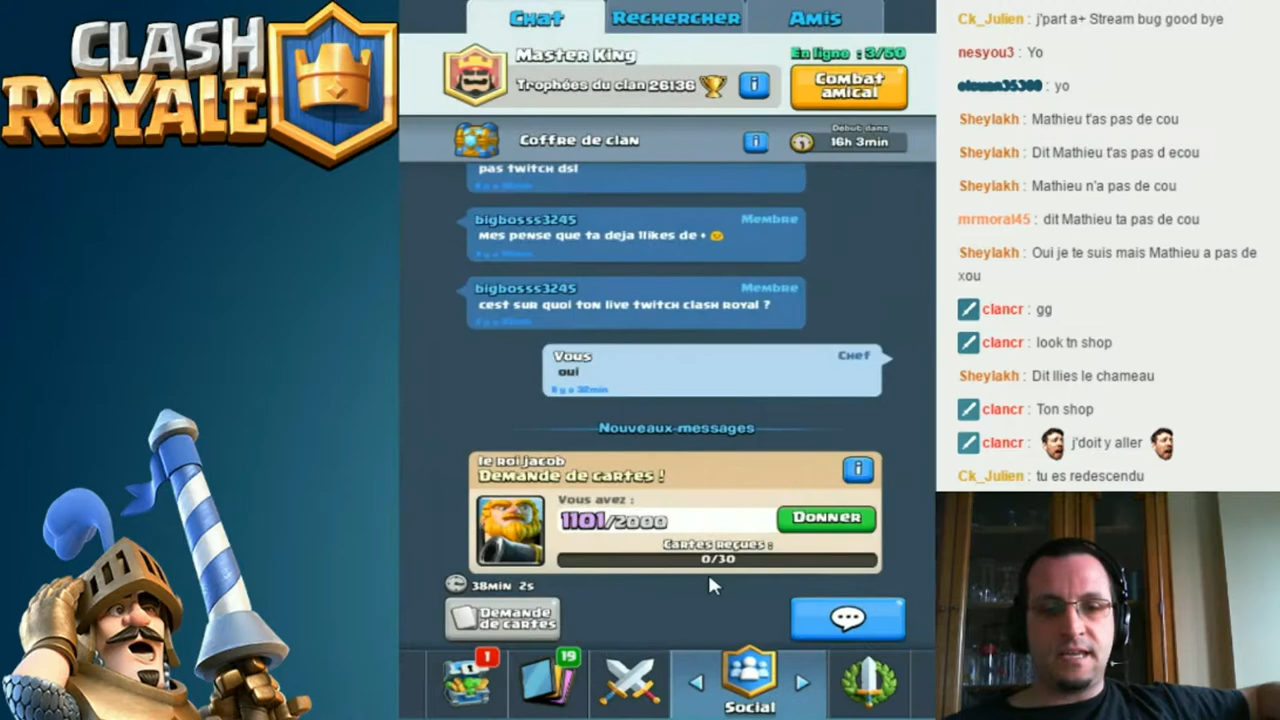 CLASH
ROYALE
Chat
Rechercher
Amis
Master King
En ligne : 3/50
Trophées du clan 26136
Combat
amical
Coffre de clan
Début dans
16h 3min
pas twitch dsl
bigbosss3245
Membre
mes pense que ta deja llikes de +
bigbosss3245
Membre
cest sur quoi ton live twitch clash royal ?
Vous
Chef
oui
Il y a 32min
Nouveaux messages
le roi jacob
Demande de cartes !
Vous avez :
1101/2000
Donner
Cartes reçues :
0/30
38min 2s
Demande
de cartes
1
19
Social
Ck_Julien : j'part a+ Stream bug good bye
nesyou3 : Yo
: yo
Sheylakh : Mathieu t'as pas de cou
Sheylakh : Dit Mathieu t'as pas d ecou
Sheylakh : Mathieu n'a pas de cou
mrmoral45 : dit Mathieu ta pas de cou
Sheylakh : Oui je te suis mais Mathieu a pas de
xou
clancr : gg
clancr : look tn shop
Sheylakh : Dit Illies le chameau
clancr : Ton shop
clancr : j'doit y aller
Ck_Julien : tu es redescendu